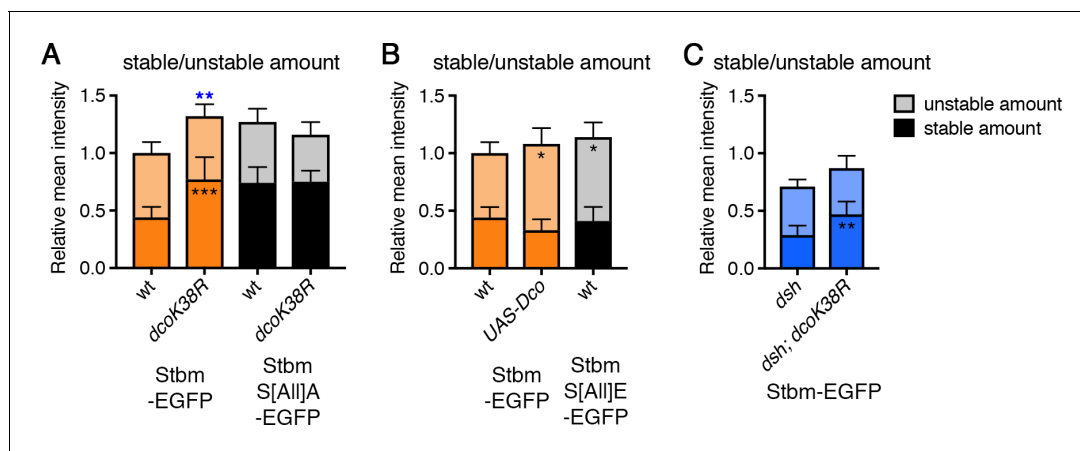 A
stable/unstable amount
Relative mean intensity
1.5
1.0
0.5
0.0
**
***
wt
dcoK38R
wt
dcoK38R
Stbm
-EGFP
Stbm
S[All]A
-EGFP
B
stable/unstable amount
Relative mean intensity
1.5
1.0
0.5
0.0
*
*
wt
UAS-Dco
wt
Stbm
-EGFP
Stbm
S[All]E
-EGFP
C
stable/unstable amount
Relative mean intensity
1.5
1.0
0.5
0.0
**
dsh
dsh; dcoK38R
Stbm-EGFP
unstable amount
stable amount